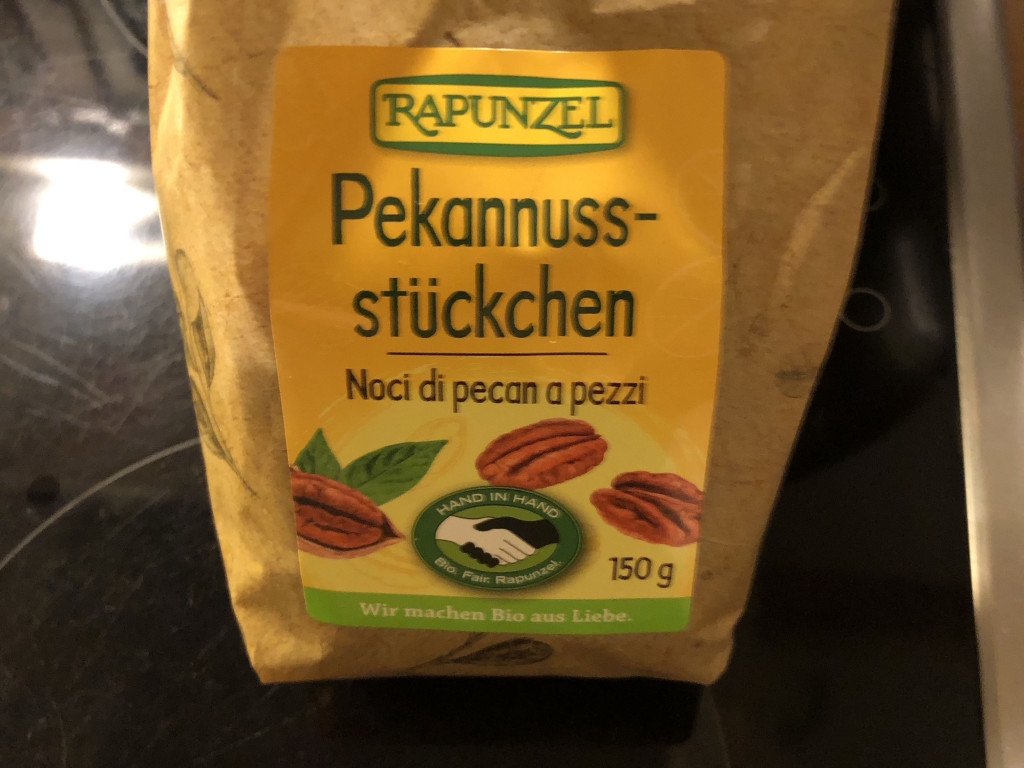 RAPUNZEL
Pekannuss-
stückchen
Noci di pecan a pezzi
HAND IN HAND
Bio. Fair. Rapunzel.
150 g
Wir machen Bio aus Liebe.